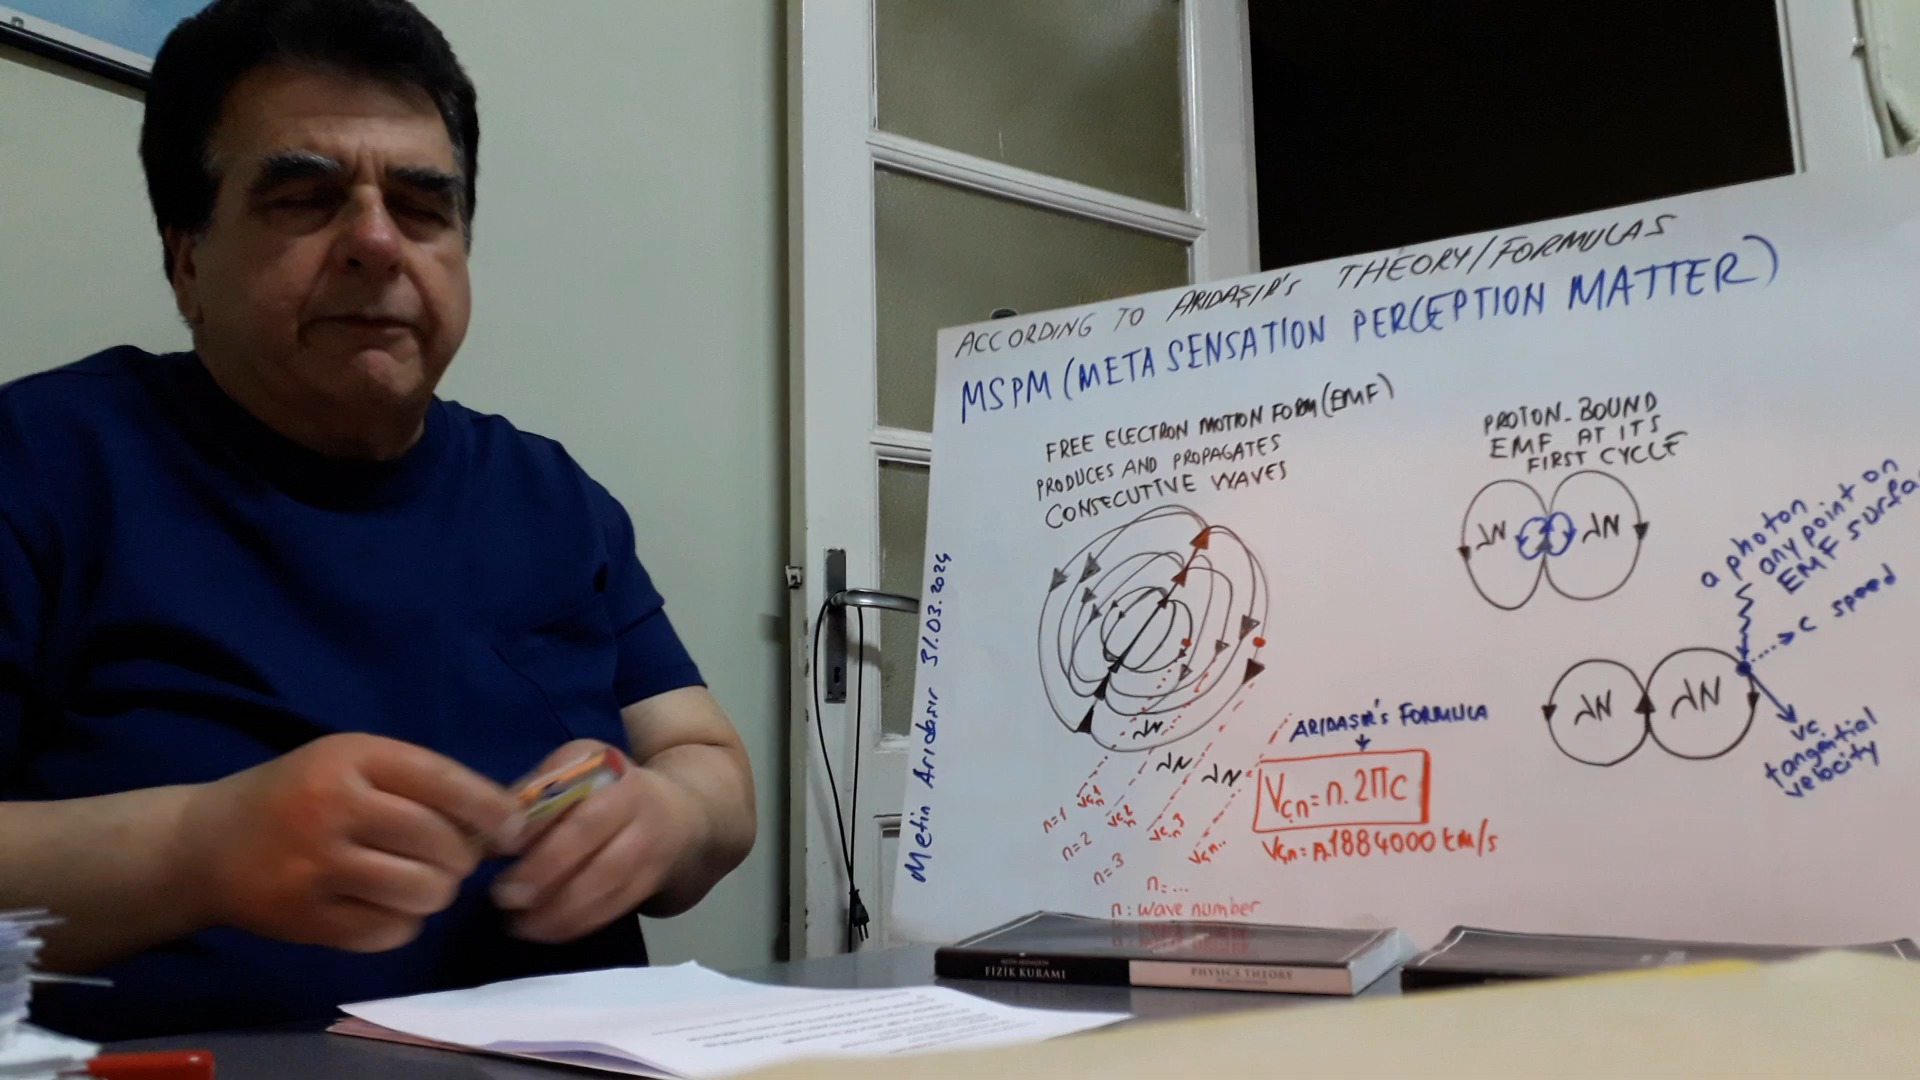 ACCORDING TO ARIDAŞIR's THEORY/FORMULAS
MSPM (META SENSATION PERCEPTION MATTER)
FREE ELECTRON MOTION FORM (EMF)
PRODUCES AND PROPAGATES
CONSECUTIVE WAVES
PROTON-BOUND
EMF AT ITS
FIRST CYCLE
a photon
any point on
EMF surfa
c speed
vc
tangential
velocity
ARIDAŞIR's FORMULA
Vçn = n.2πc
Vçn = n.1884000 km/s
n=1
n=2
n=3
n=...
n: wave number
Metin Arıdaşır 31.03.2024
FİZİK KURAMI
PHYSICS THEORY